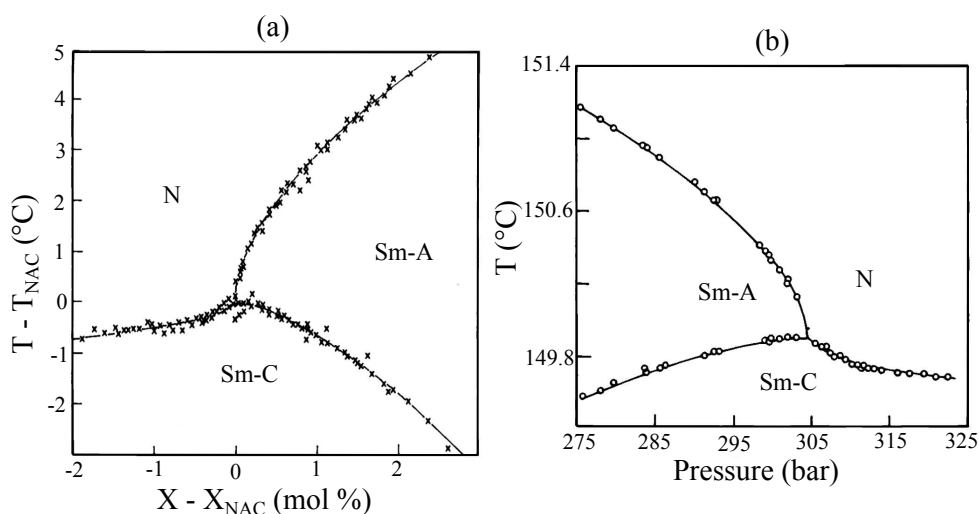 (a)
5
4
3
2
1
0
-1
-2
T - T_NAC (°C)
N
Sm-A
Sm-C
-2 -1 0 1 2
X - X_NAC (mol %)
(b)
151.4
150.6
149.8
T (°C)
Sm-A
N
Sm-C
275 285 295 305 315 325
Pressure (bar)